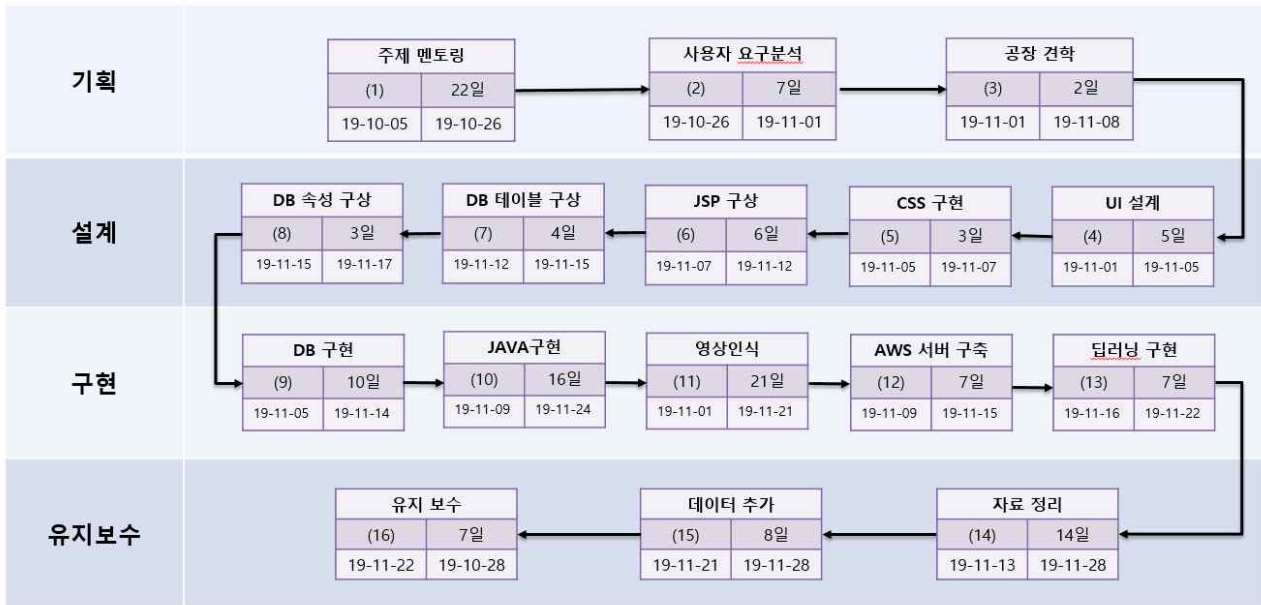 기획
주제 멘토링
(1) 22일
19-10-05 19-10-26
사용자 요구분석
(2) 7일
19-10-26 19-11-01
공장 견학
(3) 2일
19-11-01 19-11-08
설계
DB 속성 구상
(8) 3일
19-11-15 19-11-17
DB 테이블 구상
(7) 4일
19-11-12 19-11-15
JSP 구상
(6) 6일
19-11-07 19-11-12
CSS 구현
(5) 3일
19-11-05 19-11-07
UI 설계
(4) 5일
19-11-01 19-11-05
구현
DB 구현
(9) 10일
19-11-05 19-11-14
JAVA구현
(10) 16일
19-11-09 19-11-24
영상인식
(11) 21일
19-11-01 19-11-21
AWS 서버 구축
(12) 7일
19-11-09 19-11-15
딥러닝 구현
(13) 7일
19-11-16 19-11-22
유지보수
유지 보수
(16) 7일
19-11-22 19-10-28
데이터 추가
(15) 8일
19-11-21 19-11-28
자료 정리
(14) 14일
19-11-13 19-11-28